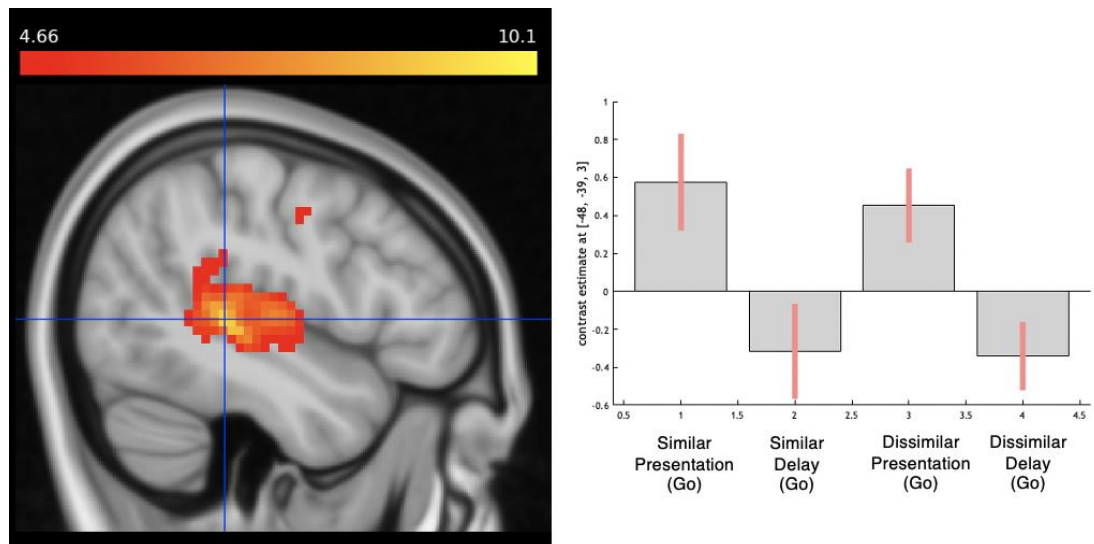 4.66 10.1
contrast estimate at [-48, -39, 3]
1
0.8
0.6
0.4
0.2
0
-0.2
-0.4
-0.6
0.5 1 1.5 2 2.5 3 3.5 4 4.5
Similar Presentation (Go)
Similar Delay (Go)
Dissimilar Presentation (Go)
Dissimilar Delay (Go)